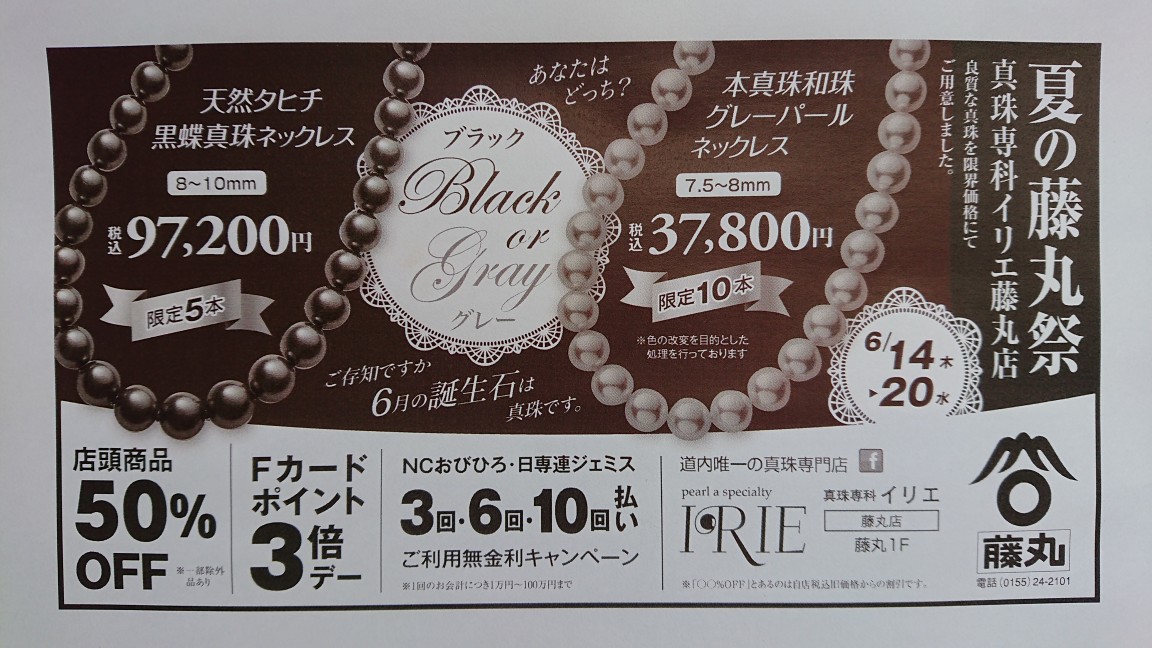 夏の藤丸祭
真珠専科イリエ藤丸店
良質な真珠を限界価格にて
ご用意しました。
あなたは
どっち?
天然タヒチ
黒蝶真珠ネックレス
8〜10mm
税込97,200円
限定5本
ブラック
Black
or
Gray
グレー
本真珠和珠
グレーパール
ネックレス
7.5〜8mm
税込37,800円
限定10本
※色の改変を目的とした
処理を行っております
ご存知ですか
6月の誕生石は
真珠です。
6/14木
▶20水
店頭商品
50%
OFF
※一部除外
品あり
Fカード
ポイント
3倍
デー
NCおびひろ・日専連ジェミス
3回・6回・10回払い
ご利用無金利キャンペーン
※1回のお会計につき1万円〜100万円まで
道内唯一の真珠専門店 f
pearl a specialty
IRIE
真珠専科 イリエ
藤丸店
藤丸1F
※「○○%OFF」とあるのは自店税込旧価格からの割引です。
藤丸
電話(0155)24-2101